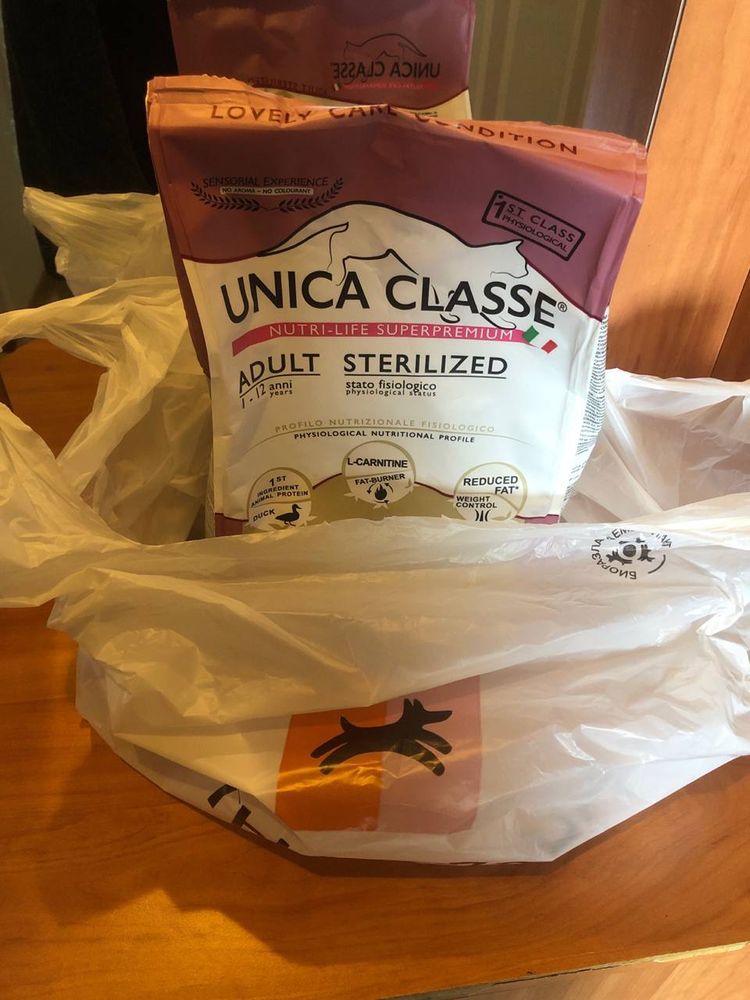 UNICA CLASSE
LOVELY CARE CONDITION
SENSORIAL EXPERIENCE
NO AROMA - NO COLOURANT
1ST CLASS
PHYSIOLOGICAL
UNICA CLASSE®
NUTRI-LIFE SUPERPREMIUM
ADULT STERILIZED
1 - 12 anni years
stato fisiologico
physiological status
PROFILO NUTRIZIONALE FISIOLOGICO
PHYSIOLOGICAL NUTRITIONAL PROFILE
1ST
INGREDIENT
ANIMAL PROTEIN
DUCK
L-CARNITINE
FAT-BURNER
REDUCED
FAT*
WEIGHT
CONTROL